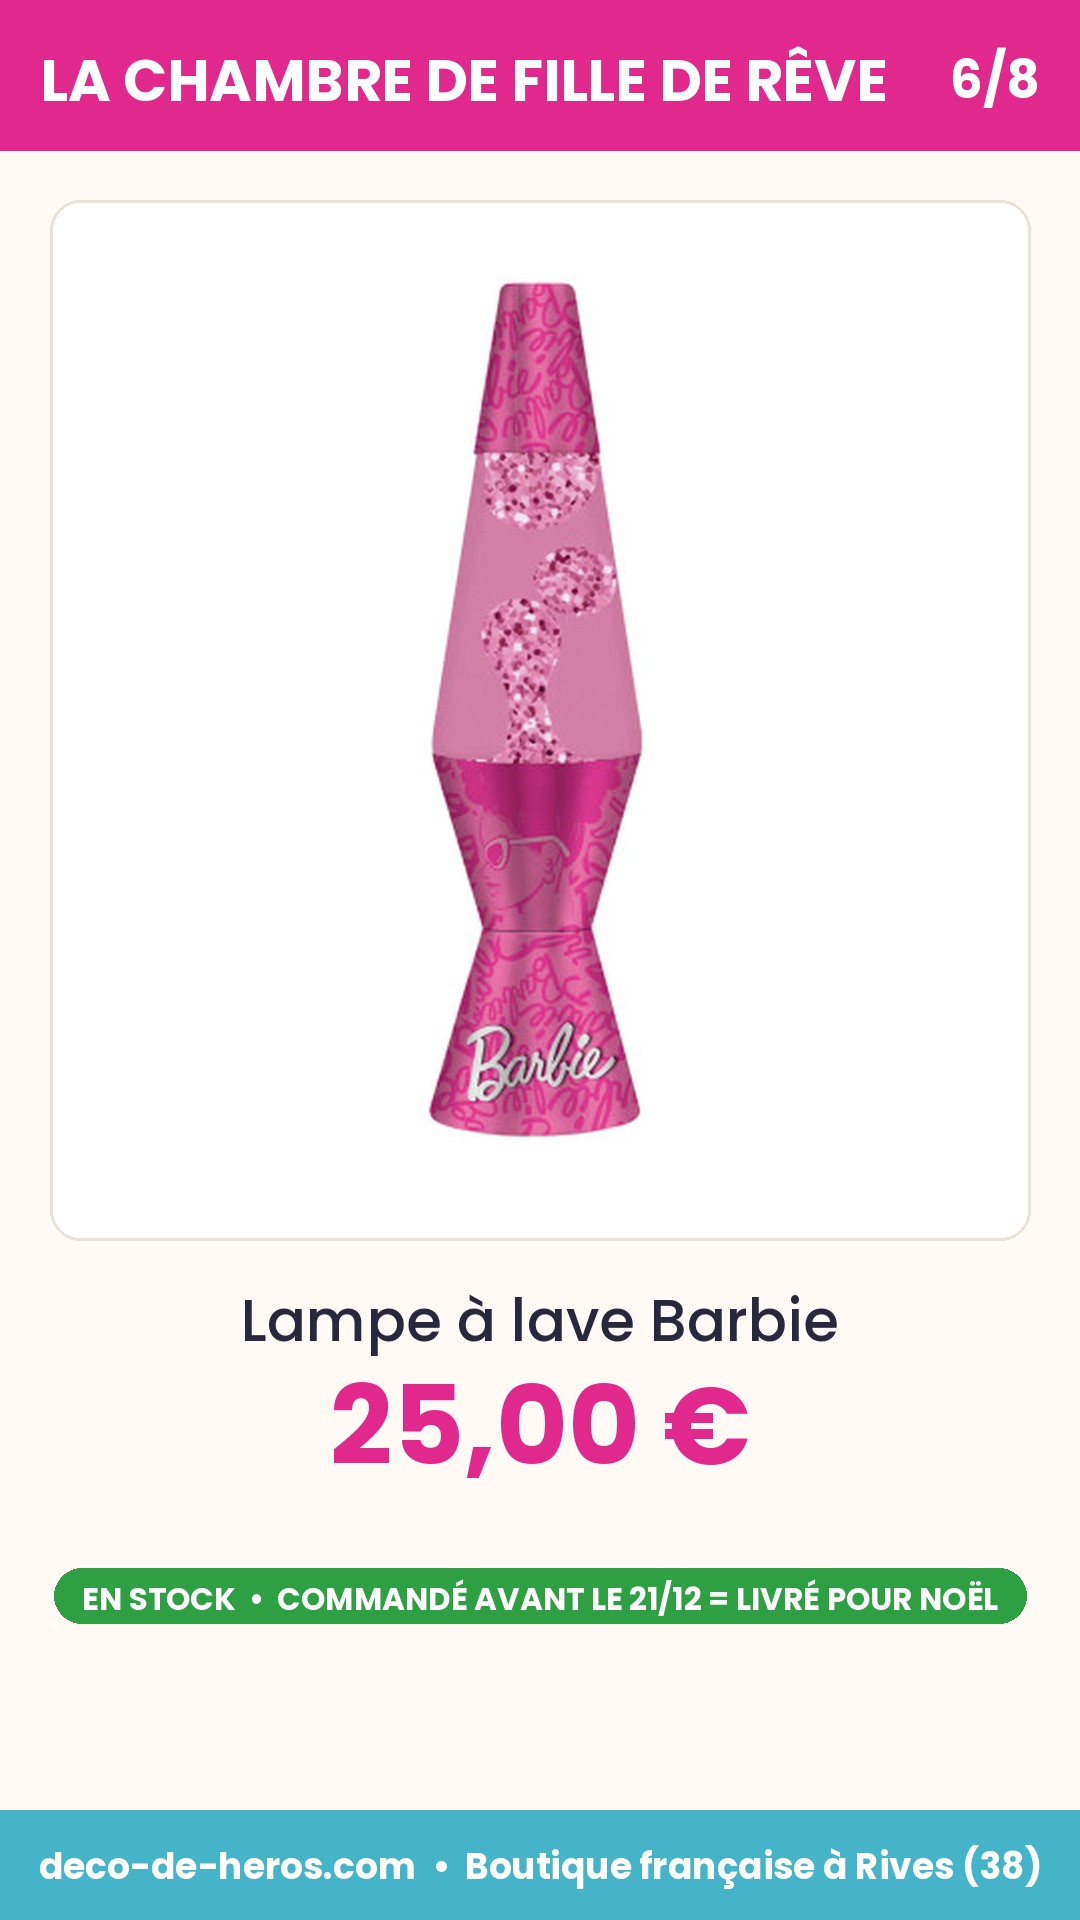 LA CHAMBRE DE FILLE DE RÊVE 6/8
Barbie
Lampe à lave Barbie
25,00 €
EN STOCK • COMMANDÉ AVANT LE 21/12 = LIVRÉ POUR NOËL
deco-de-heros.com • Boutique française à Rives (38)